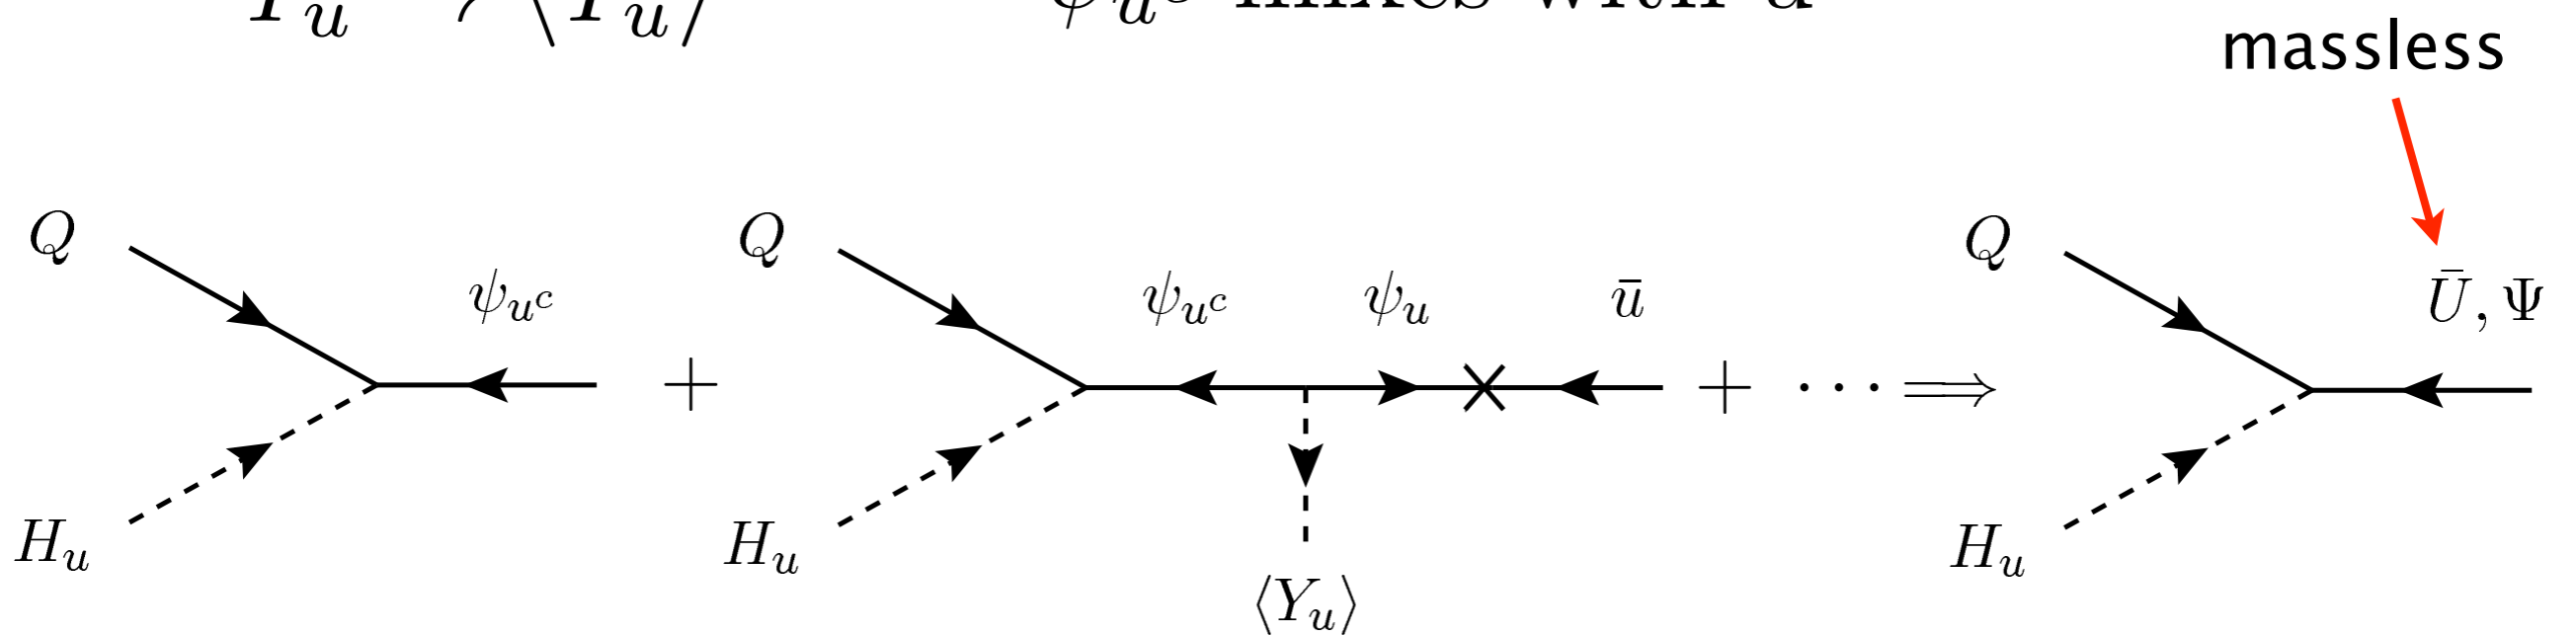 massless
Q ψ_{u^c} + Q ψ_{u^c} ψ_u ū + ··· ⟹ Q Ū, Ψ
H_u H_u ⟨Y_u⟩ H_u